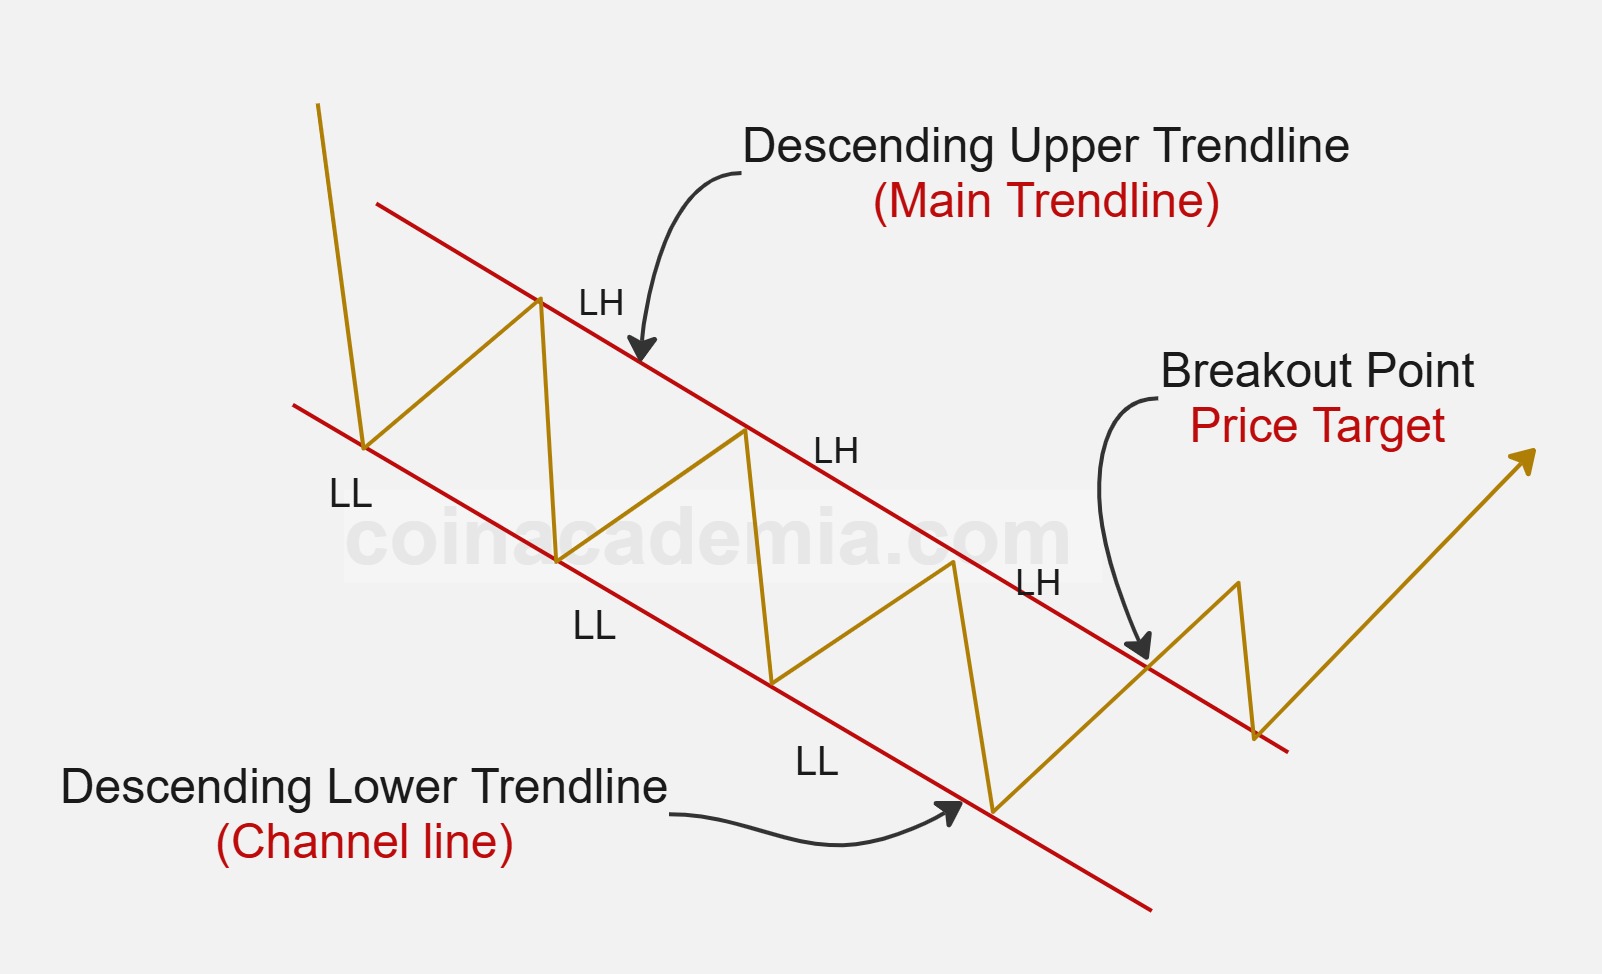 Descending Upper Trendline
(Main Trendline)
LH
Breakout Point
Price Target
LH
LL
coinacademia.com
LH
LL
LL
Descending Lower Trendline
(Channel line)